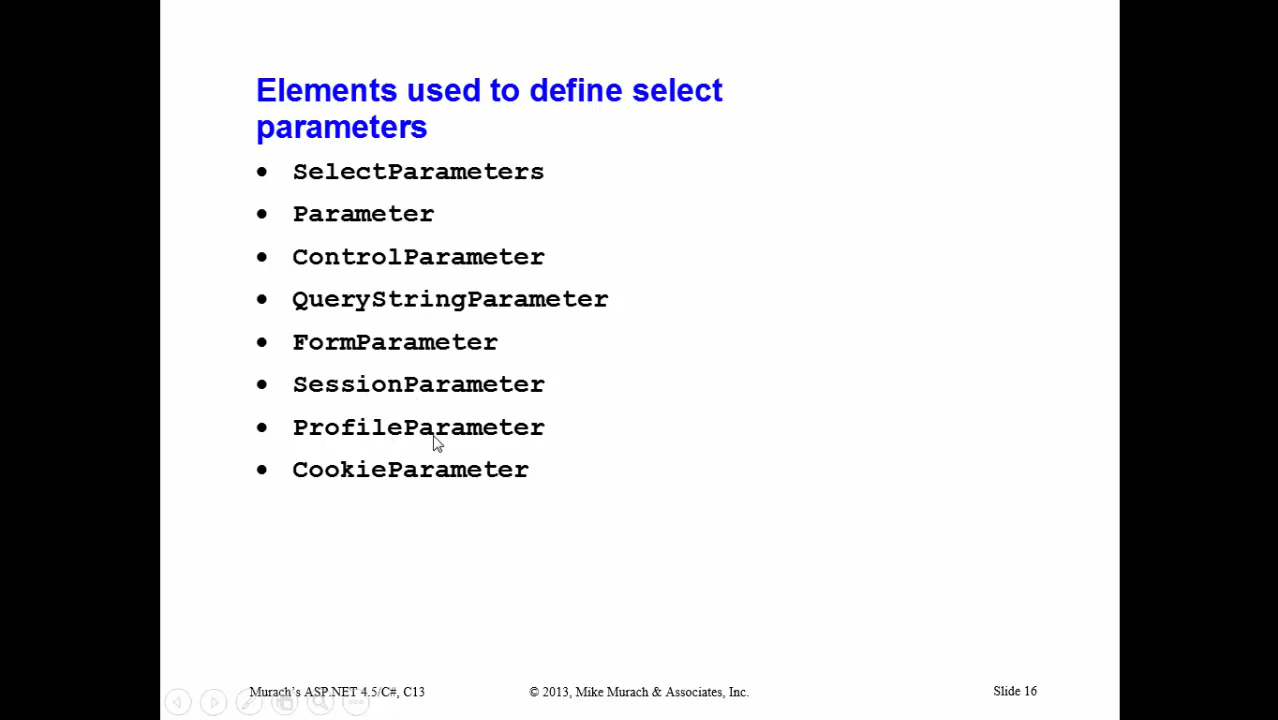 Elements used to define select
parameters
• SelectParameters
• Parameter
• ControlParameter
• QueryStringParameter
• FormParameter
• SessionParameter
• ProfileParameter
• CookieParameter
Murach's ASP.NET 4.5/C#, C13
© 2013, Mike Murach & Associates, Inc.
Slide 16